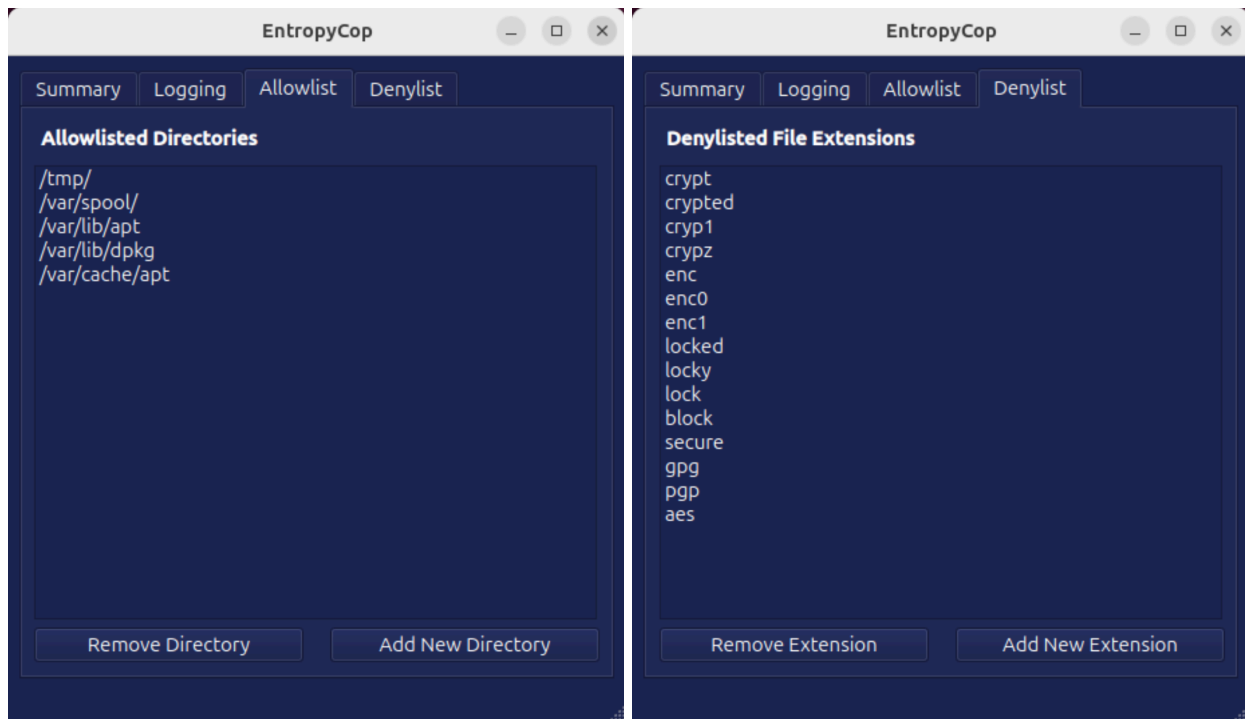 EntropyCop
Summary Logging Allowlist Denylist
Allowlisted Directories
/tmp/
/var/spool/
/var/lib/apt
/var/lib/dpkg
/var/cache/apt
Remove Directory Add New Directory
EntropyCop
Summary Logging Allowlist Denylist
Denylisted File Extensions
crypt
crypted
cryp1
crypz
enc
enc0
enc1
locked
locky
lock
block
secure
gpg
pgp
aes
Remove Extension Add New Extension